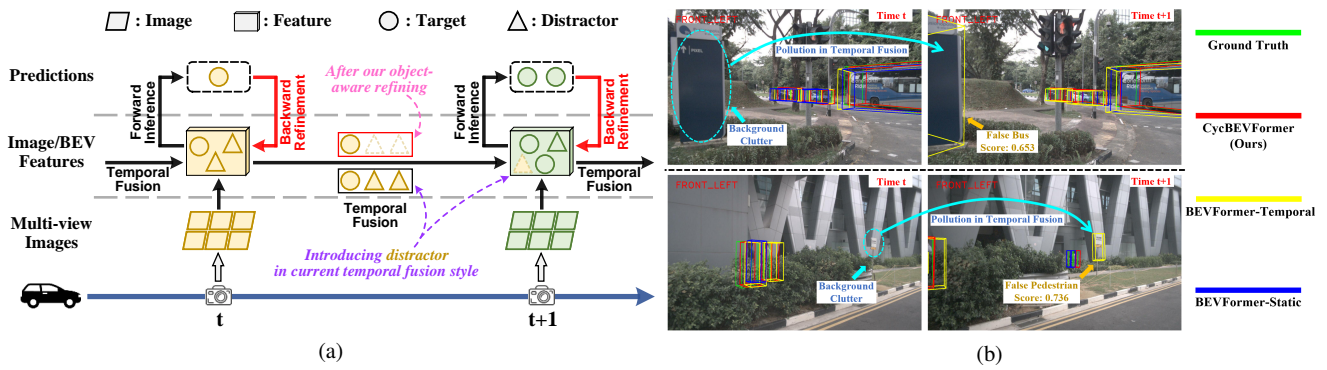 : Image
: Feature
: Target
: Distractor
Predictions
Forward
Inference
Backward
Refinement
After our object-
aware refining
Forward
Inference
Backward
Refinement
Image/BEV
Features
Temporal
Fusion
Temporal
Fusion
Temporal
Fusion
Multi-view
Images
Introducing distractor
in current temporal fusion style
t
t+1
(a)
FRONT_LEFT
Time t
PIXEL
Pollution in Temporal Fusion
Rider
Background
Clutter
FRONT_LEFT
Time t+1
Rider
False Bus
Score: 0.653
FRONT_LEFT
Time t
Pollution in Temporal Fusion
Background
Clutter
FRONT_LEFT
Time t+1
False Pedestrian
Score: 0.736
(b)
Ground Truth
CycBEVFormer
(Ours)
BEVFormer-Temporal
BEVFormer-Static